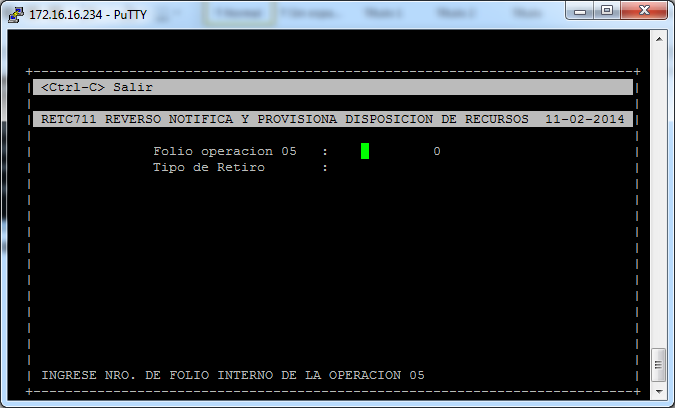 172.16.16.234 - PuTTY
<Ctrl-C> Salir
RETC711 REVERSO NOTIFICA Y PROVISIONA DISPOSICION DE RECURSOS 11-02-2014
Folio operacion 05 : 0
Tipo de Retiro :
INGRESE NRO. DE FOLIO INTERNO DE LA OPERACION 05